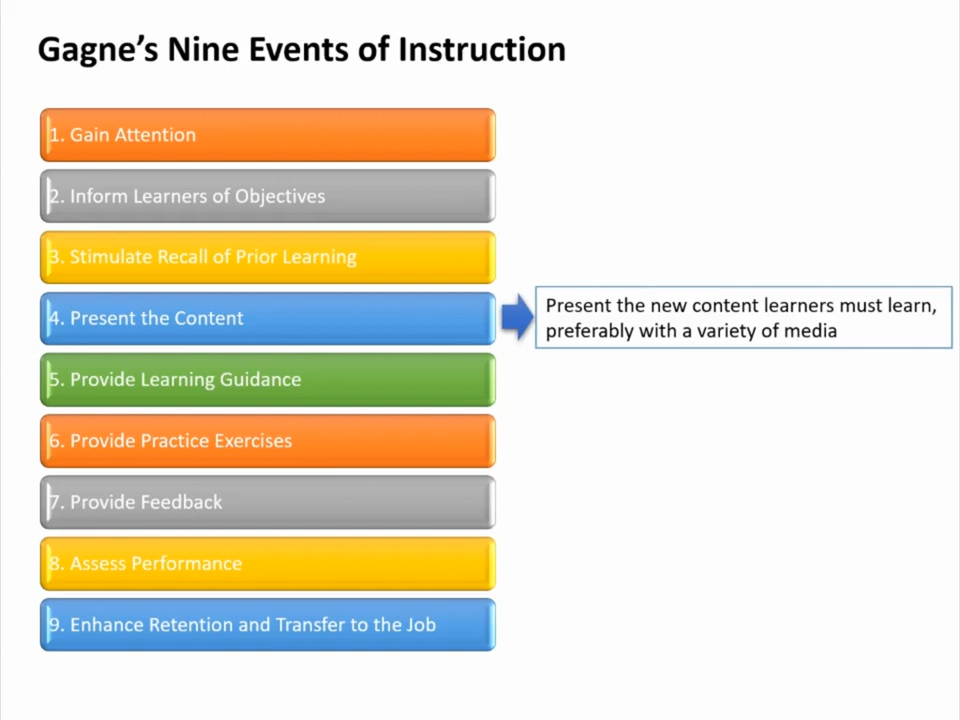 Gagne's Nine Events of Instruction
1. Gain Attention
2. Inform Learners of Objectives
3. Stimulate Recall of Prior Learning
4. Present the Content
Present the new content learners must learn,
preferably with a variety of media
5. Provide Learning Guidance
6. Provide Practice Exercises
7. Provide Feedback
8. Assess Performance
9. Enhance Retention and Transfer to the Job